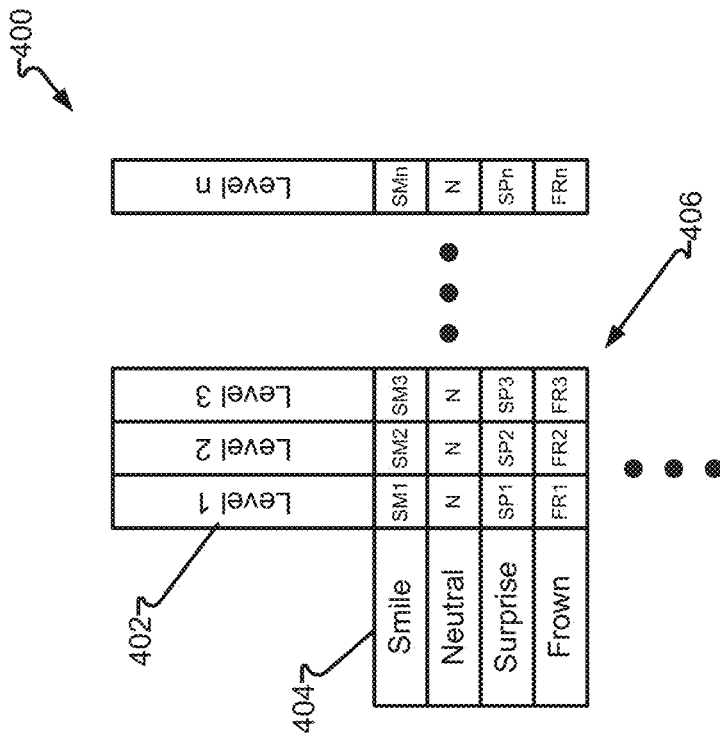 400
402
404
406
Level 1
Level 2
Level 3
Level n
Smile
SM1
SM2
SM3
SMn
Neutral
N
N
N
N
Surprise
SP1
SP2
SP3
SPn
Frown
FR1
FR2
FR3
FRn